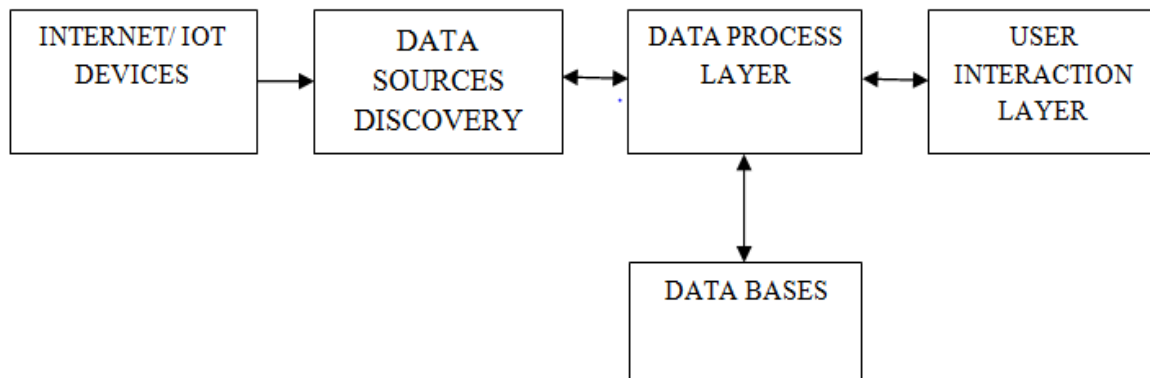 INTERNET/ IOT
DEVICES
DATA
SOURCES
DISCOVERY
DATA PROCESS
LAYER
USER
INTERACTION
LAYER
DATA BASES